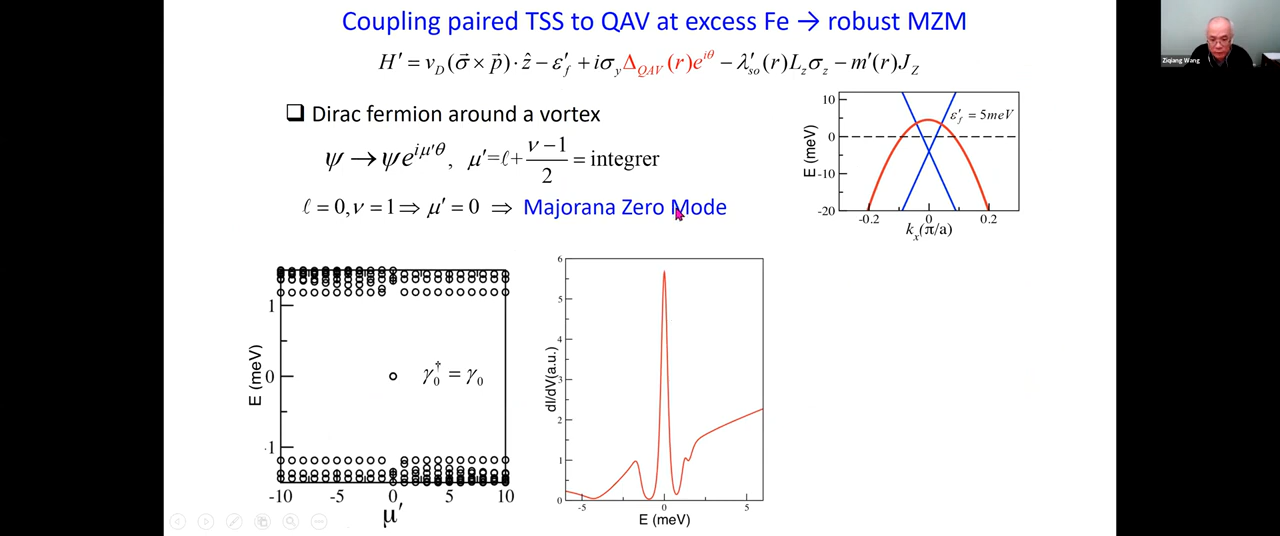 Coupling paired TSS to QAV at excess Fe → robust MZM
Ziqiang Wang
H′ = v_D(σ⃗ × p⃗)·ẑ − ε′_f + iσ_y Δ_QAV(r)e^{iθ} − λ′_so(r)L_zσ_z − m′(r)J_Z
❑ Dirac fermion around a vortex
ψ → ψe^{iμ′θ}, μ′=ℓ+(ν−1)/2 = integrer
ℓ = 0, ν = 1 ⇒ μ′ = 0 ⇒ Majorana Zero Mode
ε′_f = 5meV
E (meV)
10
0
-10
-20
-0.2 0 0.2
k_x(π/a)
E (meV)
1
0
-1
γ₀† = γ₀
-10 -5 0 5 10
μ′
dI/dV(a.u.)
6
5
4
3
2
1
0
-5 0 5
E (meV)